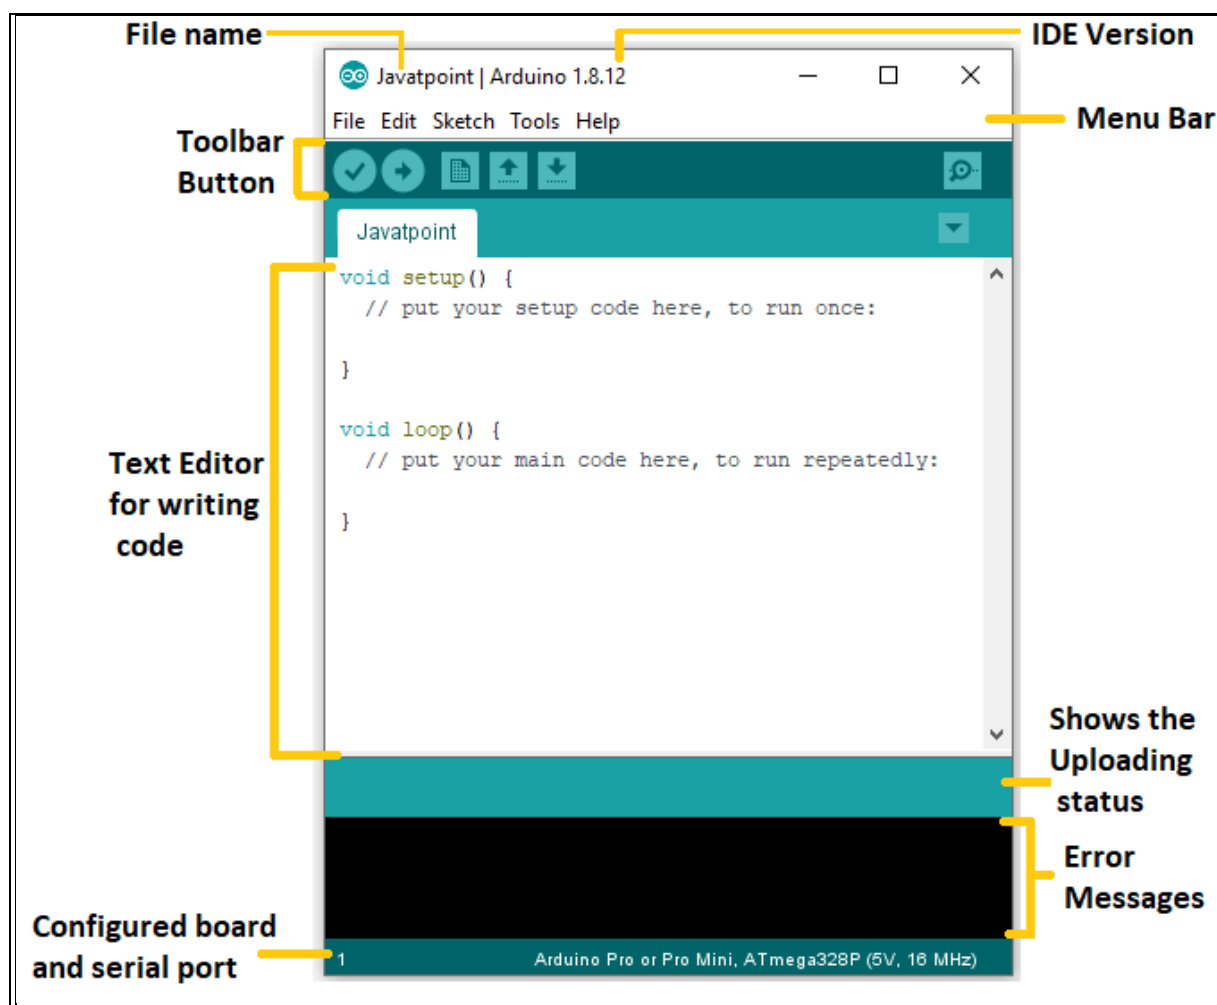 File name
IDE Version
Javatpoint | Arduino 1.8.12
File Edit Sketch Tools Help
Menu Bar
Toolbar
Button
Javatpoint
void setup() {
  // put your setup code here, to run once:
}
void loop() {
  // put your main code here, to run repeatedly:
}
Text Editor
for writing
code
Shows the
Uploading
status
Error
Messages
Configured board
and serial port
1
Arduino Pro or Pro Mini, ATmega328P (5V, 16 MHz)